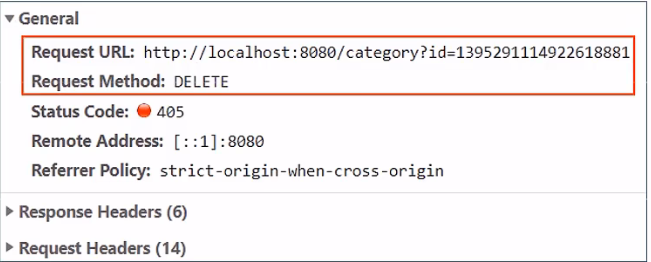 General
Request URL: http://localhost:8080/category?id=1395291114922618881
Request Method: DELETE
Status Code: 405
Remote Address: [::1]:8080
Referrer Policy: strict-origin-when-cross-origin
Response Headers (6)
Request Headers (14)